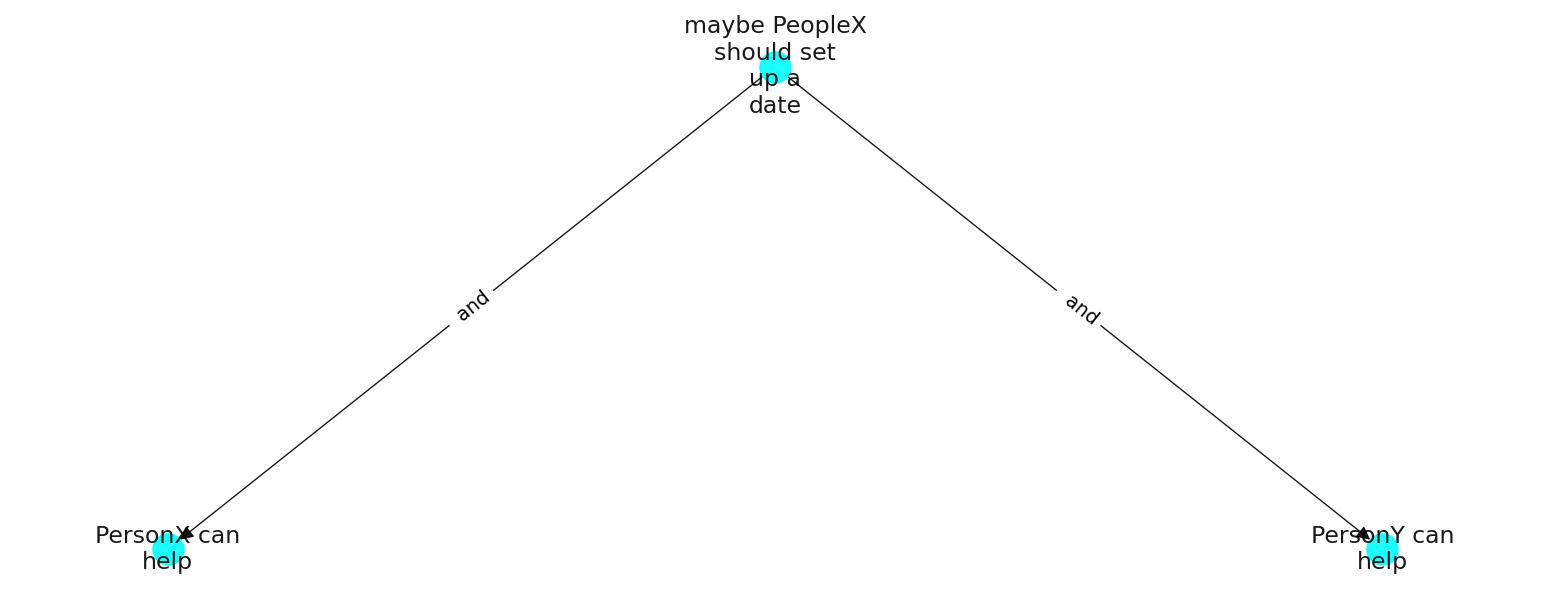 maybe PeopleX
should set
up a
date
and
and
PersonX can
help
PersonY can
help